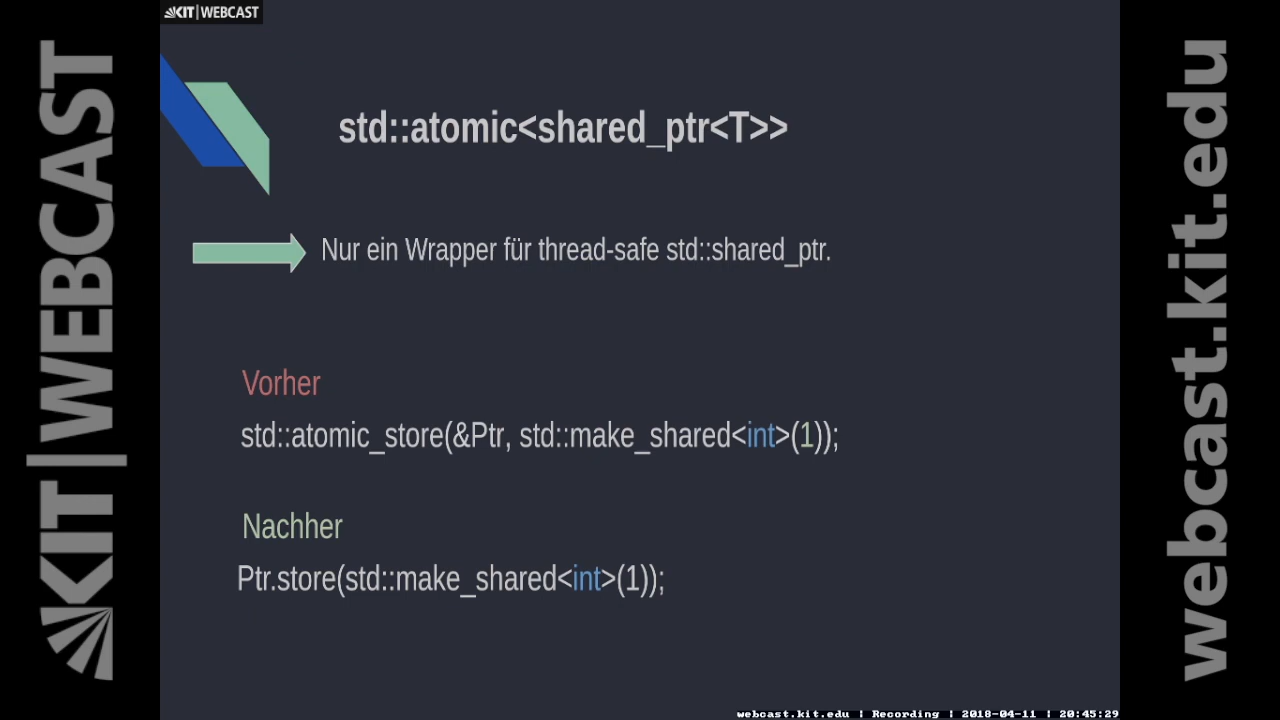 KIT|WEBCAST
KIT|WEBCAST
webcast.kit.edu
std::atomic<shared_ptr<T>>
Nur ein Wrapper für thread-safe std::shared_ptr.
Vorher
std::atomic_store(&Ptr, std::make_shared<int>(1));
Nachher
Ptr.store(std::make_shared<int>(1));
webcast.kit.edu | Recording | 2018-04-11 | 20:45:29